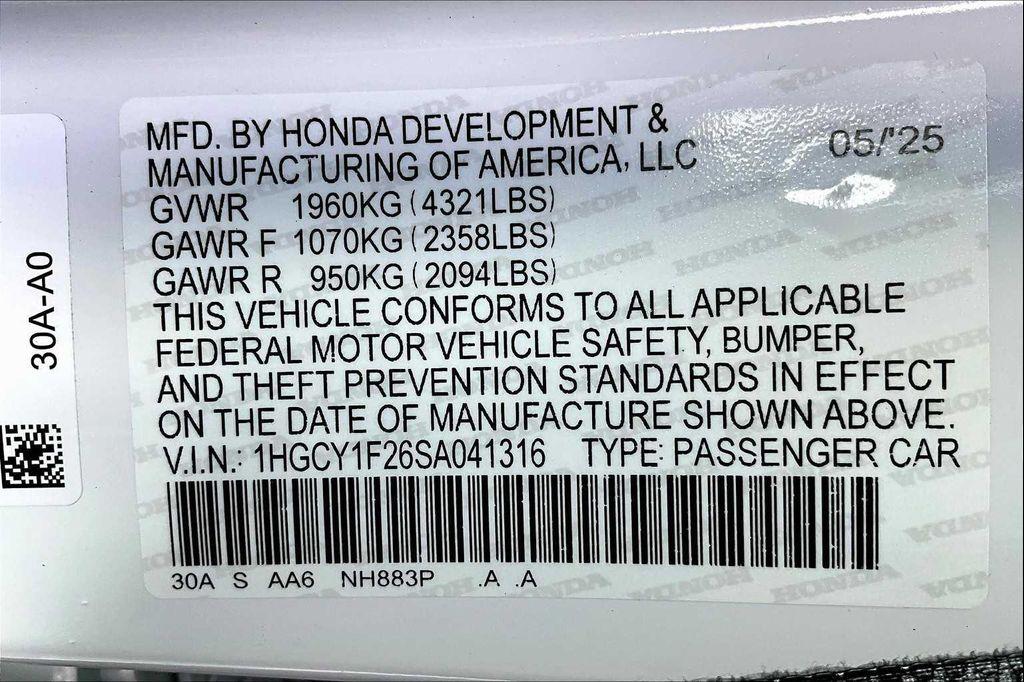 MFD. BY HONDA DEVELOPMENT &
MANUFACTURING OF AMERICA, LLC
05/'25
GVWR 1960KG (4321LBS)
GAWR F 1070KG (2358LBS)
GAWR R 950KG (2094LBS)
THIS VEHICLE CONFORMS TO ALL APPLICABLE
FEDERAL MOTOR VEHICLE SAFETY, BUMPER,
AND THEFT PREVENTION STANDARDS IN EFFECT
ON THE DATE OF MANUFACTURE SHOWN ABOVE.
V.I.N.: 1HGCY1F26SA041316 TYPE: PASSENGER CAR
30A S AA6 NH883P .A .A
30A-A0